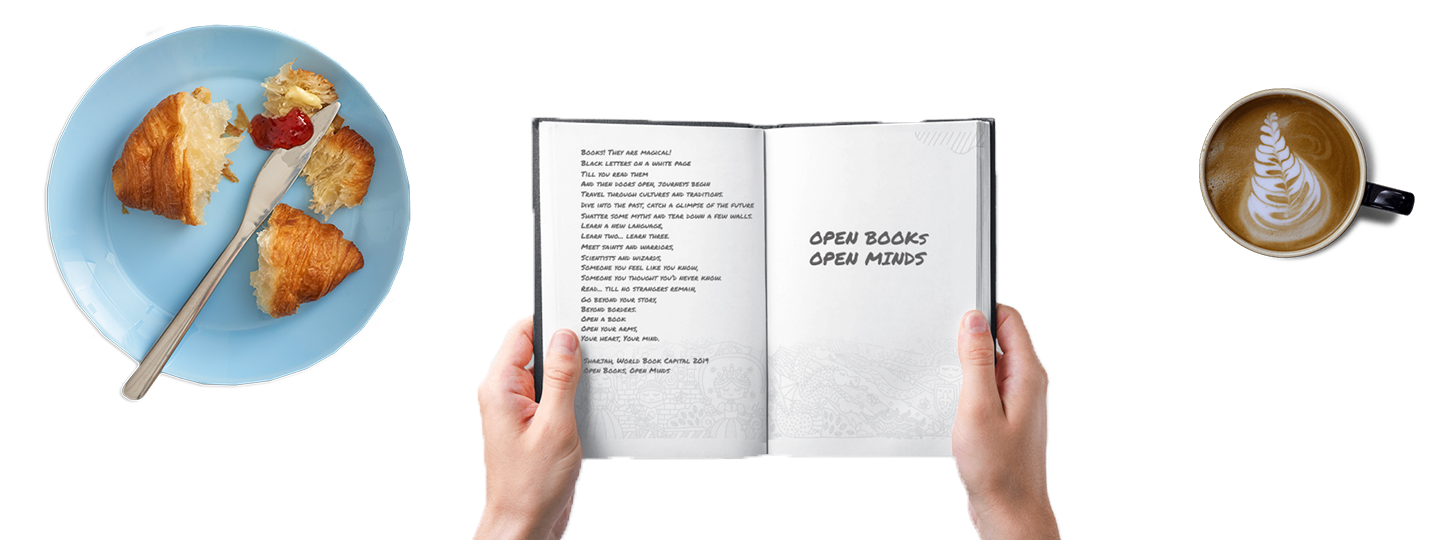 Books! They are magical!
Black letters on a white page
Till you read them
And then doors open, journeys begin
Travel through cultures and traditions.
Dive into the past, catch a glimpse of the future
Shatter some myths and tear down a few walls.
Learn a new language,
Learn two... learn three.
Meet saints and warriors,
Scientists and wizards,
Someone you feel like you know,
Someone you thought you'd never know.
Read... till no strangers remain,
Go beyond your story,
Beyond borders.
Open a book
Open your arms,
Your heart, Your mind.
Sharjah, World Book Capital 2019
Open Books, Open Minds
OPEN BOOKs
OPEN MINDS